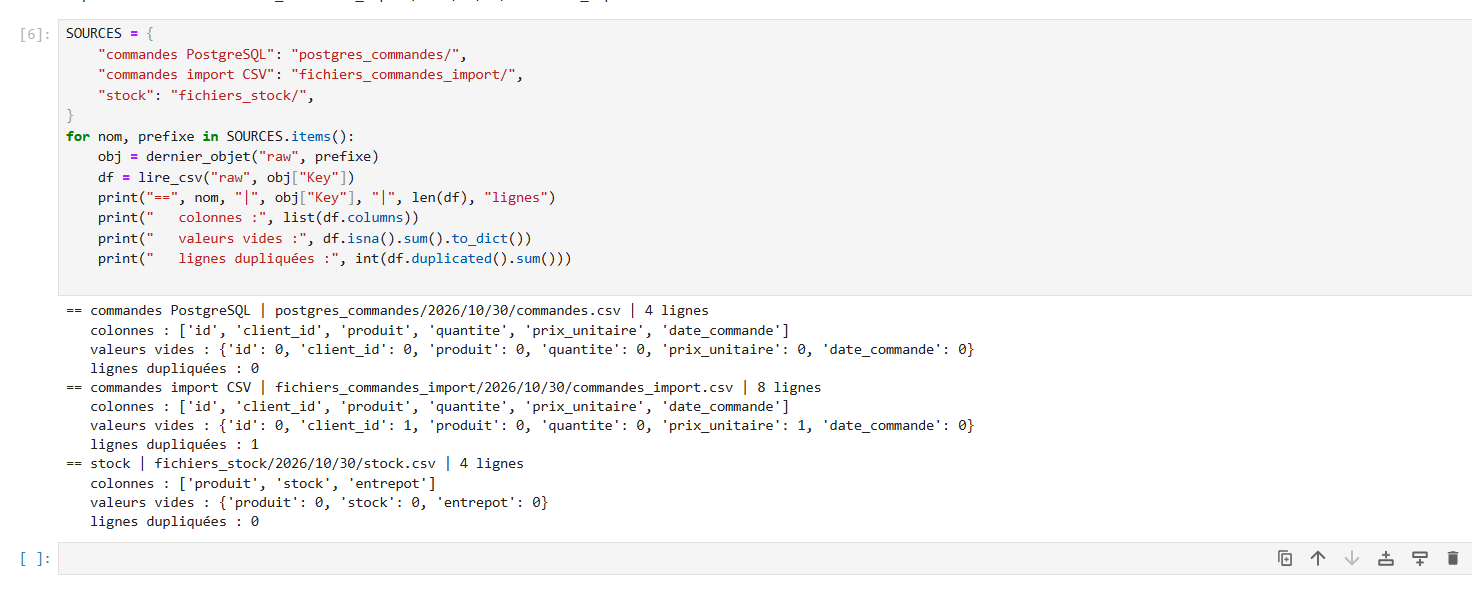 [6]:
SOURCES = {
    "commandes PostgreSQL": "postgres_commandes/",
    "commandes import CSV": "fichiers_commandes_import/",
    "stock": "fichiers_stock/",
}
for nom, prefixe in SOURCES.items():
    obj = dernier_objet("raw", prefixe)
    df = lire_csv("raw", obj["Key"])
    print("==", nom, "|", obj["Key"], "|", len(df), "lignes")
    print("   colonnes :", list(df.columns))
    print("   valeurs vides :", df.isna().sum().to_dict())
    print("   lignes dupliquées :", int(df.duplicated().sum()))
== commandes PostgreSQL | postgres_commandes/2026/10/30/commandes.csv | 4 lignes
   colonnes : ['id', 'client_id', 'produit', 'quantite', 'prix_unitaire', 'date_commande']
   valeurs vides : {'id': 0, 'client_id': 0, 'produit': 0, 'quantite': 0, 'prix_unitaire': 0, 'date_commande': 0}
   lignes dupliquées : 0
== commandes import CSV | fichiers_commandes_import/2026/10/30/commandes_import.csv | 8 lignes
   colonnes : ['id', 'client_id', 'produit', 'quantite', 'prix_unitaire', 'date_commande']
   valeurs vides : {'id': 0, 'client_id': 1, 'produit': 0, 'quantite': 0, 'prix_unitaire': 1, 'date_commande': 0}
   lignes dupliquées : 1
== stock | fichiers_stock/2026/10/30/stock.csv | 4 lignes
   colonnes : ['produit', 'stock', 'entrepot']
   valeurs vides : {'produit': 0, 'stock': 0, 'entrepot': 0}
   lignes dupliquées : 0
[ ]: